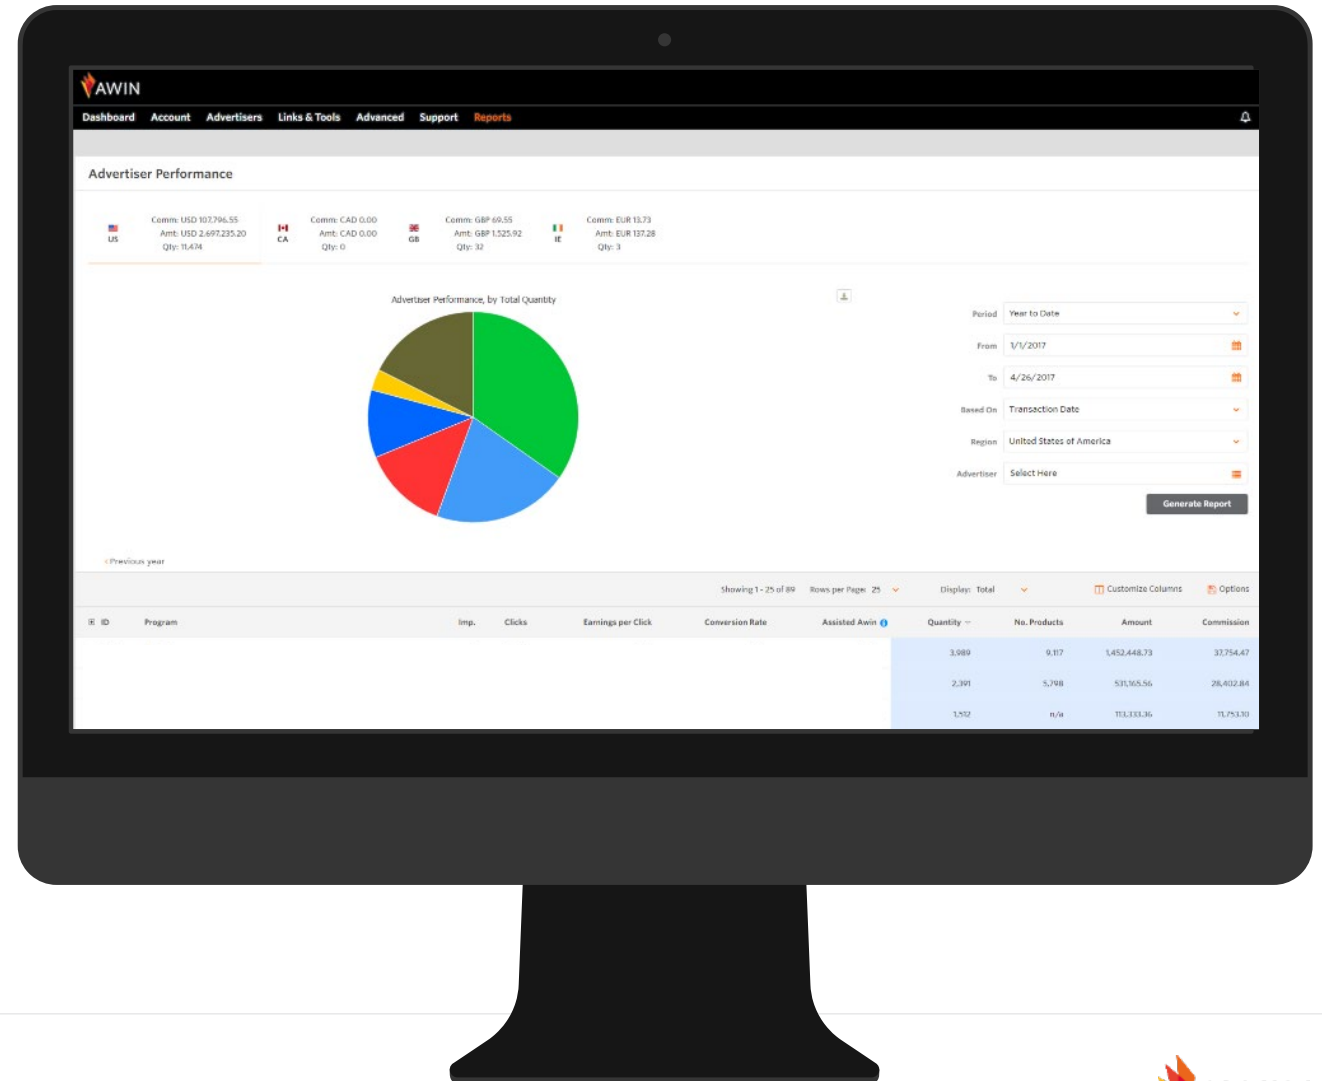 AWIN
Dashboard Account Advertisers Links & Tools Advanced Support Reports
Advertiser Performance
US
Comm: USD 107,796.55
Amt: USD 2,697,235.20
Qty: 11,474
CA
Comm: CAD 0.00
Amt: CAD 0.00
Qty: 0
GB
Comm: GBP 69.55
Amt: GBP 1,525.92
Qty: 32
IE
Comm: EUR 13.73
Amt: EUR 137.28
Qty: 3
Advertiser Performance, by Total Quantity
Period Year to Date
From 1/1/2017
To 4/26/2017
Based On Transaction Date
Region United States of America
Advertiser Select Here
Generate Report
‹ Previous year
Showing 1 - 25 of 89 Rows per Page: 25 Display: Total Customize Columns Options
ID Program Imp. Clicks Earnings per Click Conversion Rate Assisted Awin Quantity No. Products Amount Commission
3,989 9,117 1,452,448.73 37,754.47
2,391 5,798 531,165.56 28,402.84
1,512 n/a 113,333.36 11,753.10